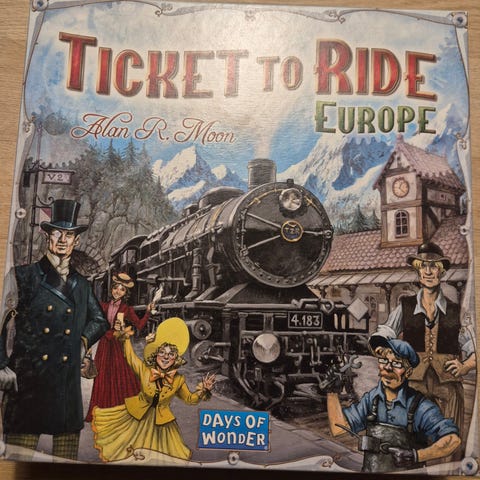 TICKET TO RIDE
EUROPE
Alan R. Moon
V2
4.183
DAYS OF
WONDER